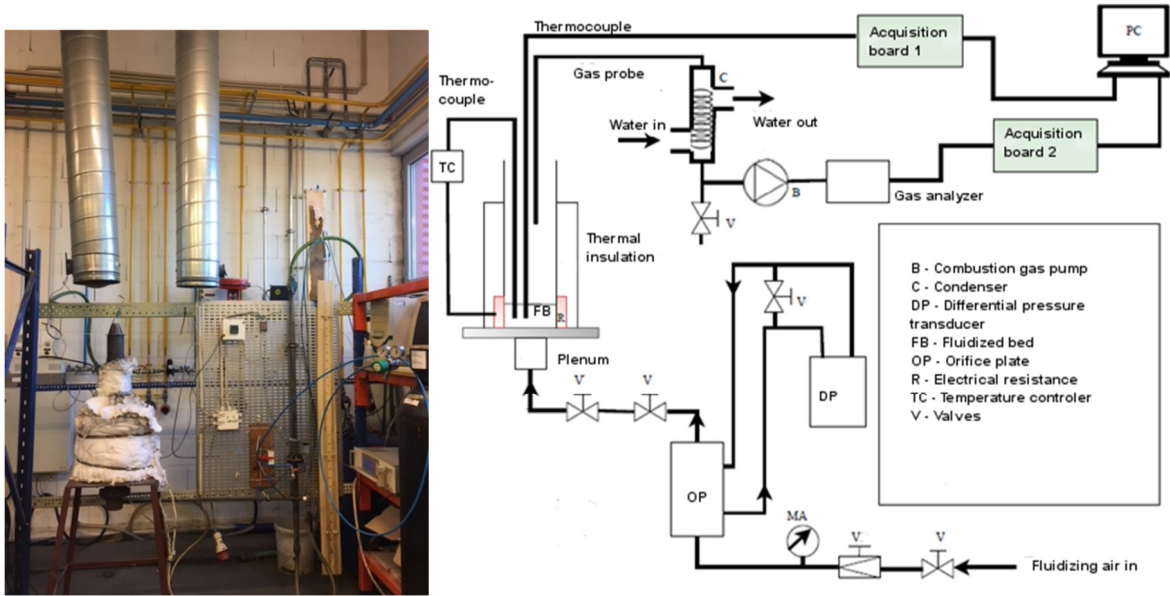 Thermocouple
Acquisition
board 1
PC
Gas probe
C
Thermo-
couple
Water in
Water out
Acquisition
board 2
TC
B
Gas analyzer
V
Thermal
insulation
FB
R
Plenum
V
V
V
DP
OP
MA
V
V
Fluidizing air in
B - Combustion gas pump
C - Condenser
DP - Differential pressure
transducer
FB - Fluidized bed
OP - Orifice plate
R - Electrical resistance
TC - Temperature controler
V - Valves